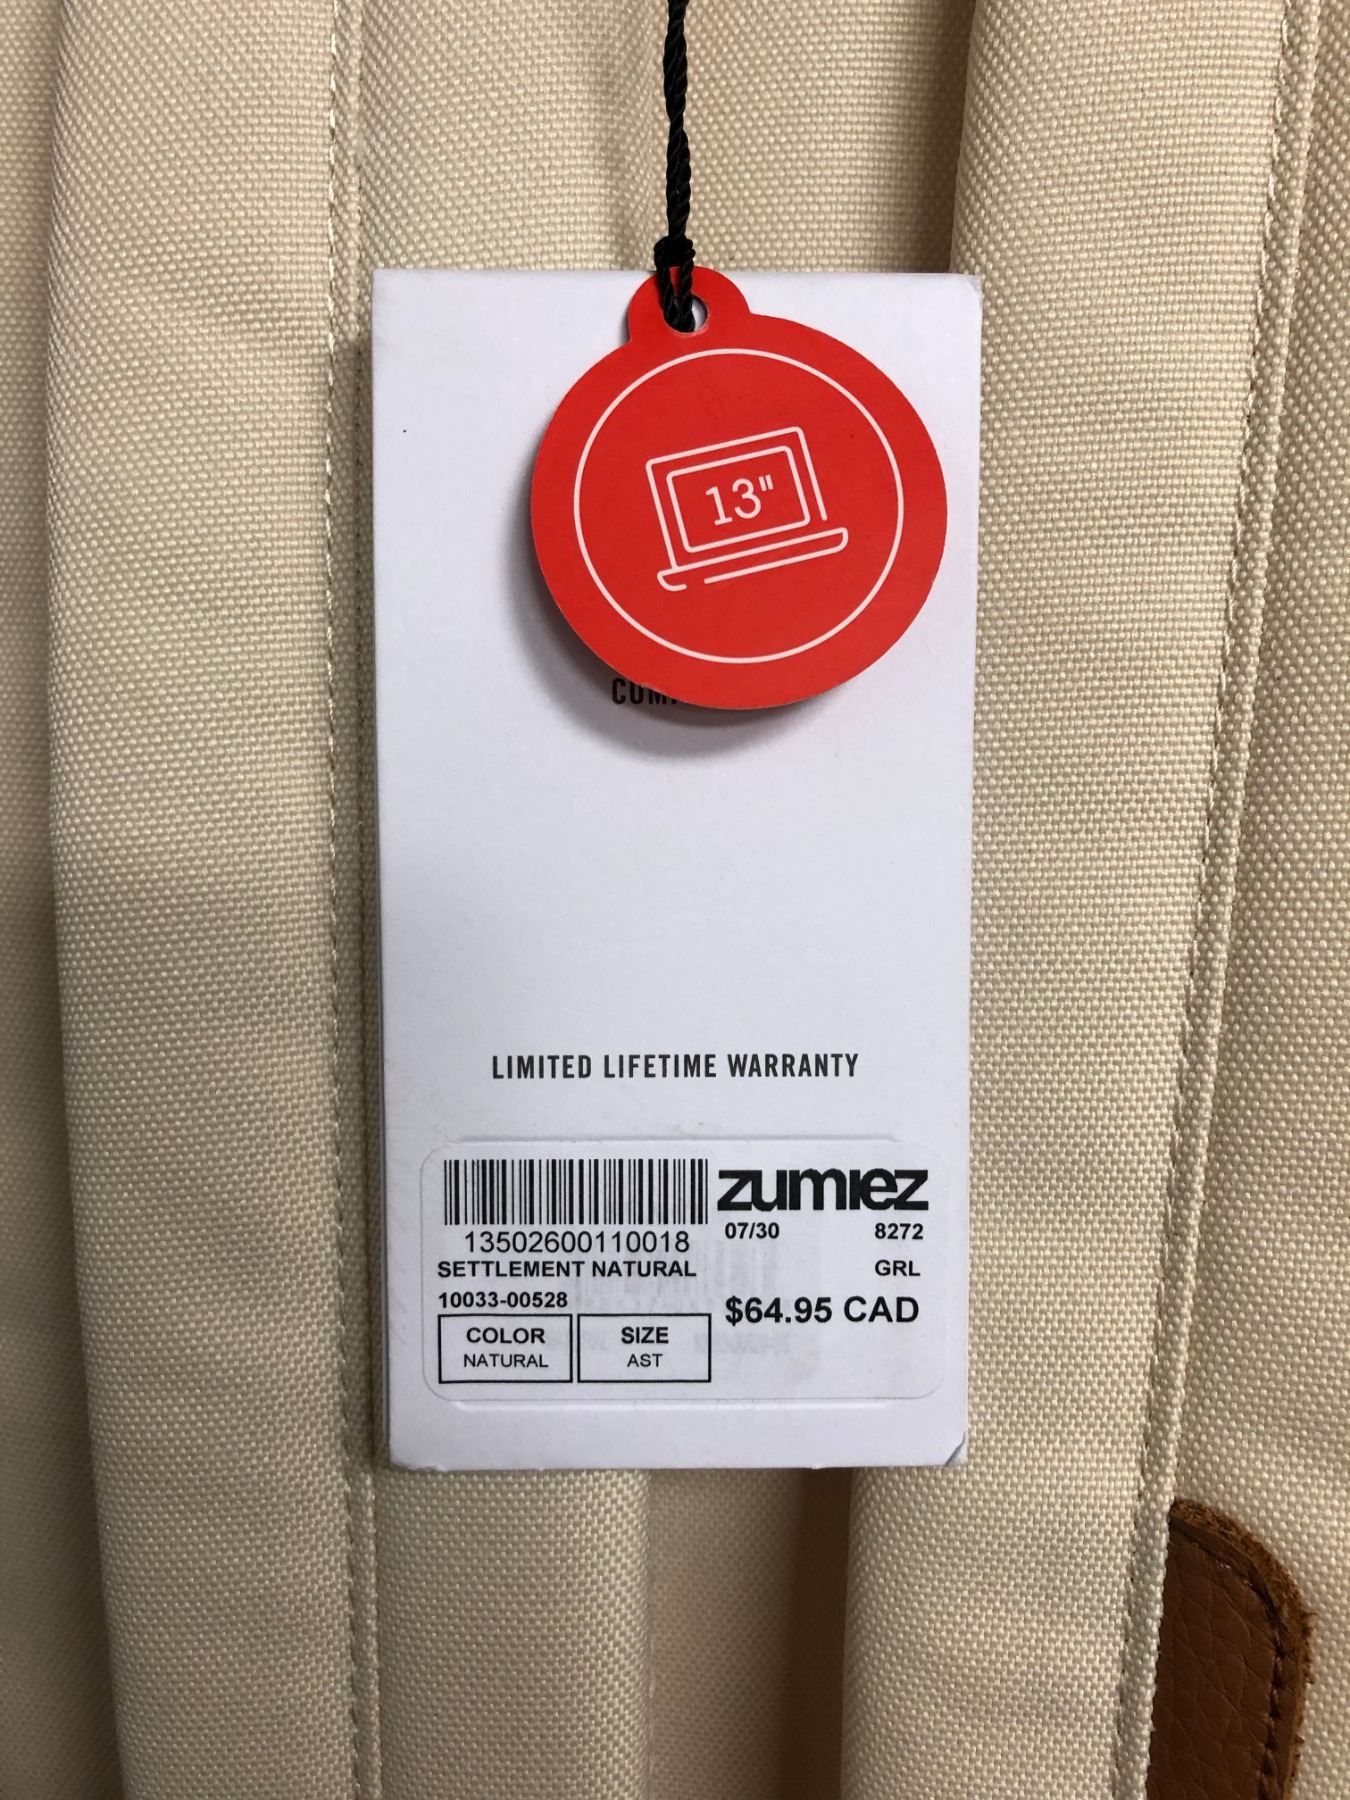 13"
LIMITED LIFETIME WARRANTY
zumiez
13502600110018
07/30 8272
SETTLEMENT NATURAL GRL
10033-00528
$64.95 CAD
COLOR SIZE
NATURAL AST